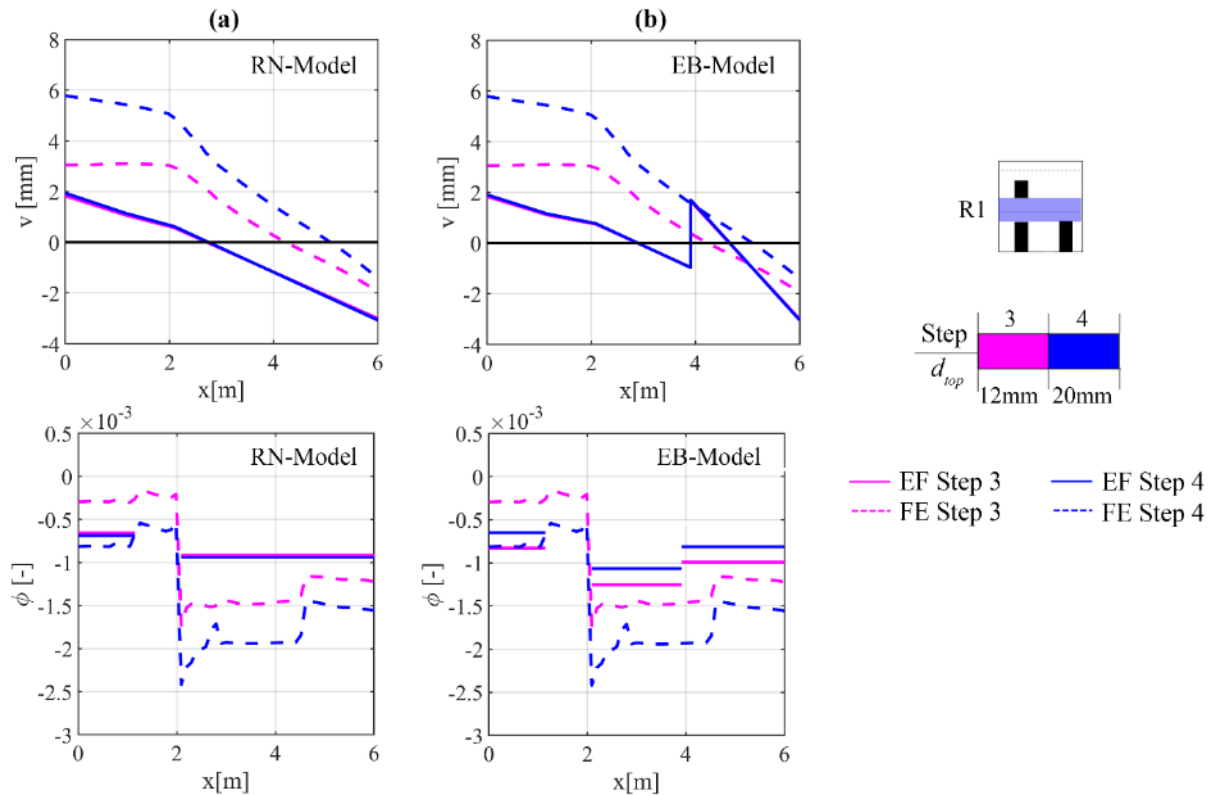 (a)
(b)
8
6
4
2
0
-2
-4
v [mm]
RN-Model
0
2
4
6
x[m]
8
6
4
2
0
-2
-4
v [mm]
EB-Model
0
2
4
6
x[m]
R1
Step
3
4
d_top
12mm
20mm
×10⁻³
0.5
0
-0.5
-1
-1.5
-2
-2.5
-3
ϕ [-]
RN-Model
0
2
4
6
x[m]
×10⁻³
0.5
0
-0.5
-1
-1.5
-2
-2.5
-3
ϕ [-]
EB-Model
0
2
4
6
x[m]
EF Step 3
EF Step 4
FE Step 3
FE Step 4